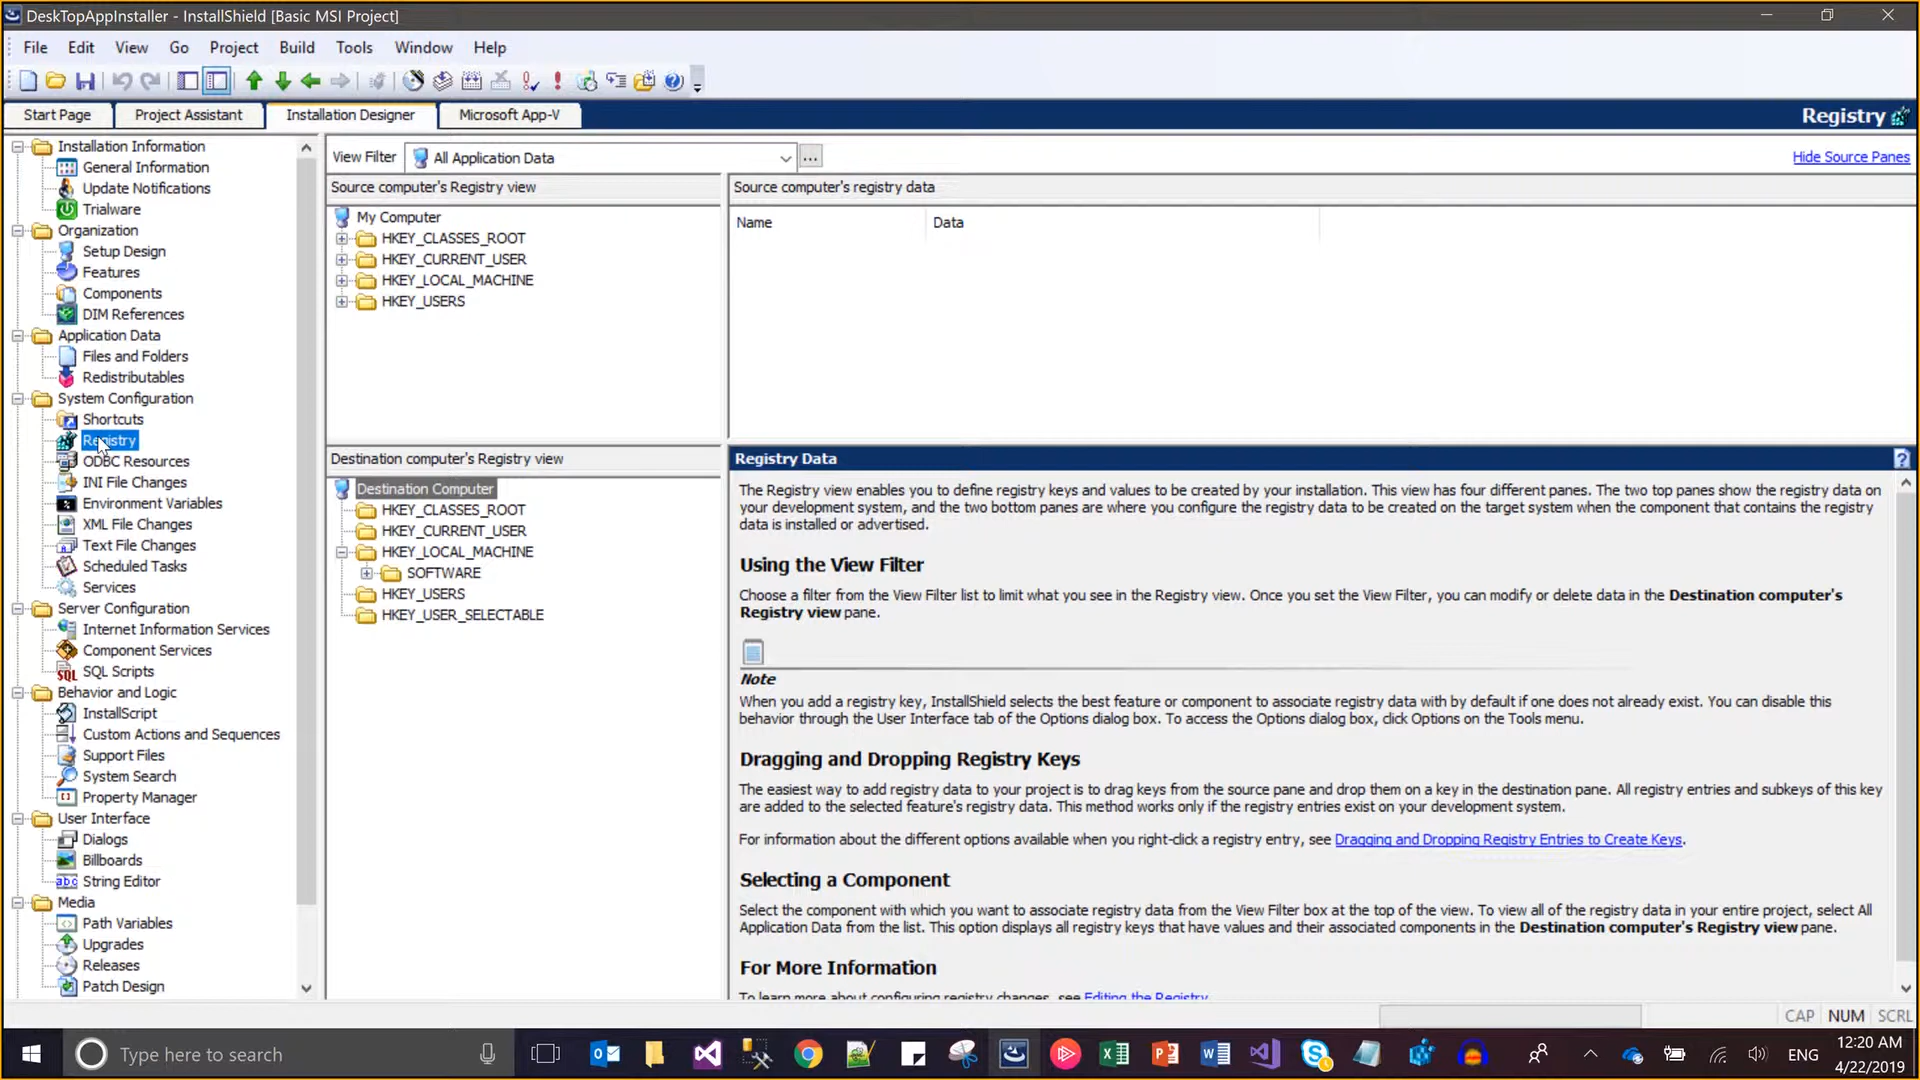 DeskTopAppInstaller - InstallShield [Basic MSI Project]
File Edit View Go Project Build Tools Window Help
Start Page Project Assistant Installation Designer Microsoft App-V Registry
Installation Information
General Information
Update Notifications
Trialware
Organization
Setup Design
Features
Components
DIM References
Application Data
Files and Folders
Redistributables
System Configuration
Shortcuts
Registry
ODBC Resources
INI File Changes
Environment Variables
XML File Changes
Text File Changes
Scheduled Tasks
Services
Server Configuration
Internet Information Services
Component Services
SQL Scripts
Behavior and Logic
InstallScript
Custom Actions and Sequences
Support Files
System Search
Property Manager
User Interface
Dialogs
Billboards
String Editor
Media
Path Variables
Upgrades
Releases
Patch Design
View Filter All Application Data ... Hide Source Panes
Source computer's Registry view
My Computer
HKEY_CLASSES_ROOT
HKEY_CURRENT_USER
HKEY_LOCAL_MACHINE
HKEY_USERS
Source computer's registry data
Name Data
Destination computer's Registry view
Destination Computer
HKEY_CLASSES_ROOT
HKEY_CURRENT_USER
HKEY_LOCAL_MACHINE
SOFTWARE
HKEY_USERS
HKEY_USER_SELECTABLE
Registry Data
The Registry view enables you to define registry keys and values to be created by your installation. This view has four different panes. The two top panes show the registry data on
your development system, and the two bottom panes are where you configure the registry data to be created on the target system when the component that contains the registry
data is installed or advertised.
Using the View Filter
Choose a filter from the View Filter list to limit what you see in the Registry view. Once you set the View Filter, you can modify or delete data in the Destination computer's
Registry view pane.
Note
When you add a registry key, InstallShield selects the best feature or component to associate registry data with by default if one does not already exist. You can disable this
behavior through the User Interface tab of the Options dialog box. To access the Options dialog box, click Options on the Tools menu.
Dragging and Dropping Registry Keys
The easiest way to add registry data to your project is to drag keys from the source pane and drop them on a key in the destination pane. All registry entries and subkeys of this key
are added to the selected feature's registry data. This method works only if the registry entries exist on your development system.
For information about the different options available when you right-click a registry entry, see Dragging and Dropping Registry Entries to Create Keys.
Selecting a Component
Select the component with which you want to associate registry data from the View Filter box at the top of the view. To view all of the registry data in your entire project, select All
Application Data from the list. This option displays all registry keys that have values and their associated components in the Destination computer's Registry view pane.
For More Information
To learn more about configuring registry changes, see Editing the Registry.
CAP NUM SCRL
Type here to search
ENG
12:20 AM
4/22/2019